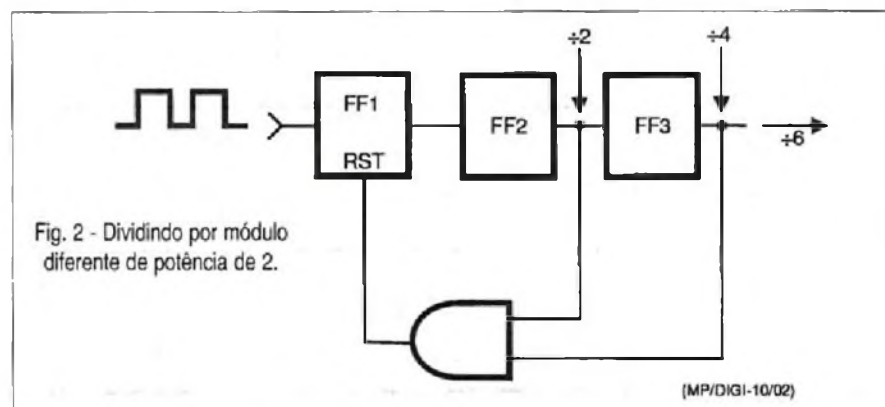 ÷2
÷4
FF1
RST
FF2
FF3
÷6
Fig. 2 - Dividindo por módulo
diferente de potência de 2.
(MP/DIGI-10/02)